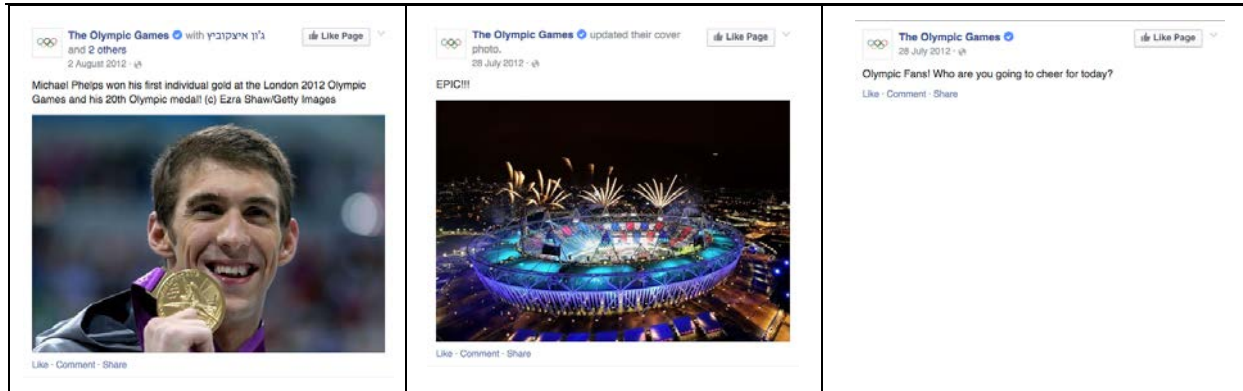 The Olympic Games with ג'ון איצקוביץ
and 2 others
2 August 2012 ·
Like Page
Michael Phelps won his first individual gold at the London 2012 Olympic
Games and his 20th Olympic medal! (c) Ezra Shaw/Getty Images
Like · Comment · Share
The Olympic Games updated their cover
photo.
28 July 2012 ·
Like Page
EPIC!!!
Like · Comment · Share
The Olympic Games
28 July 2012 ·
Like Page
Olympic Fans! Who are you going to cheer for today?
Like · Comment · Share